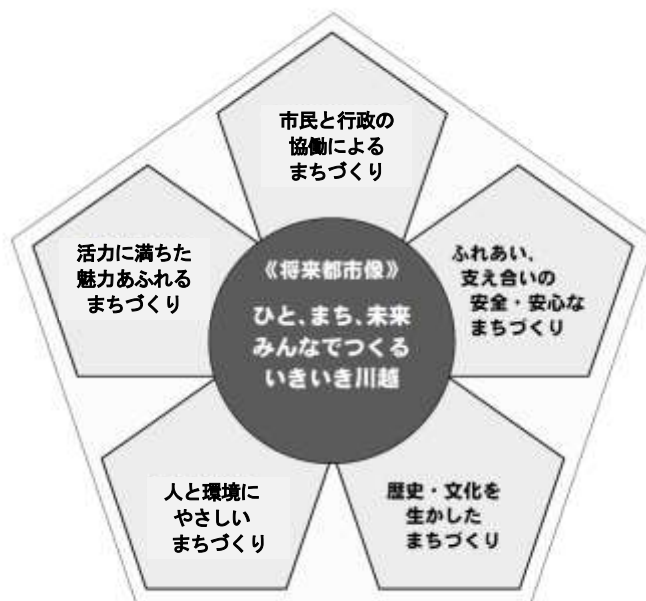 市民と行政の
協働による
まちづくり
活力に満ちた
魅力あふれる
まちづくり
《将来都市像》
ひと、まち、未来
みんなでつくる
いきいき川越
ふれあい、
支え合いの
安全・安心な
まちづくり
人と環境に
やさしい
まちづくり
歴史・文化を
生かした
まちづくり